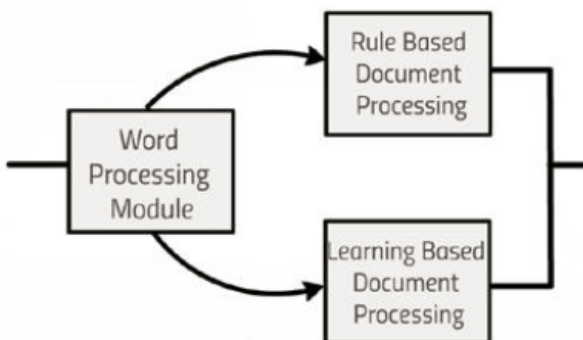 Word
Processing
Module
Rule Based
Document
Processing
Learning Based
Document
Processing